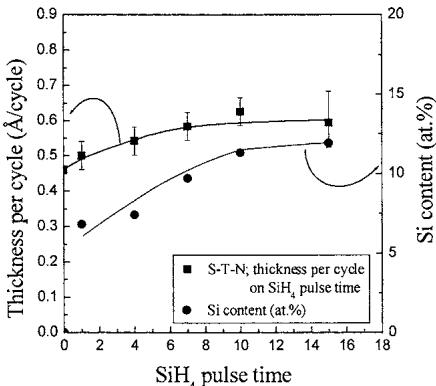 0.9
0.8
0.7
0.6
0.5
0.4
0.3
0.2
0.1
0.0
Thickness per cycle (Å/cycle)
20
15
10
5
0
Si content (at.%)
S-T-N; thickness per cycle
on SiH4 pulse time
Si content (at.%)
0 2 4 6 8 10 12 14 16 18
SiH4 pulse time